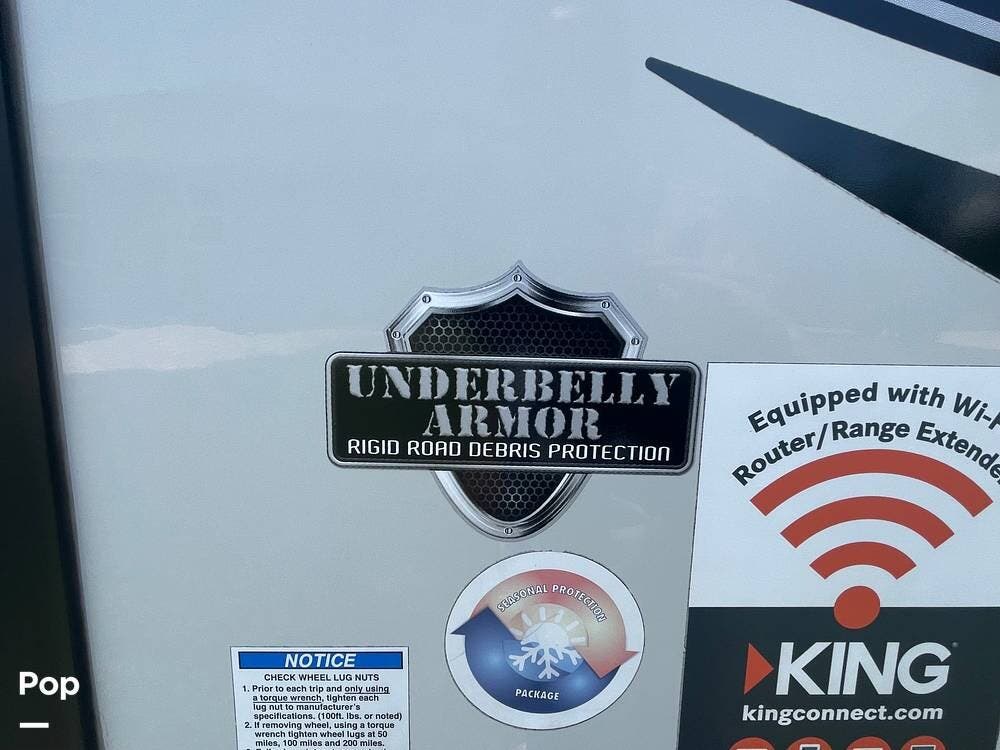 UNDERBELLY
ARMOR
RIGID ROAD DEBRIS PROTECTION
Equipped with
Router/Range
KING
kingconnect.com
SEASONAL PROTECTION
PACKAGE
NOTICE
CHECK WHEEL LUG NUTS
1. Prior to each trip and only using
a torque wrench, tighten each
lug nut to manufacturer's
specifications. (100ft. lbs. or noted)
2. If removing wheel, using a torque
wrench tighten wheel lugs at 50
miles, 100 miles and 200 miles.
Pop